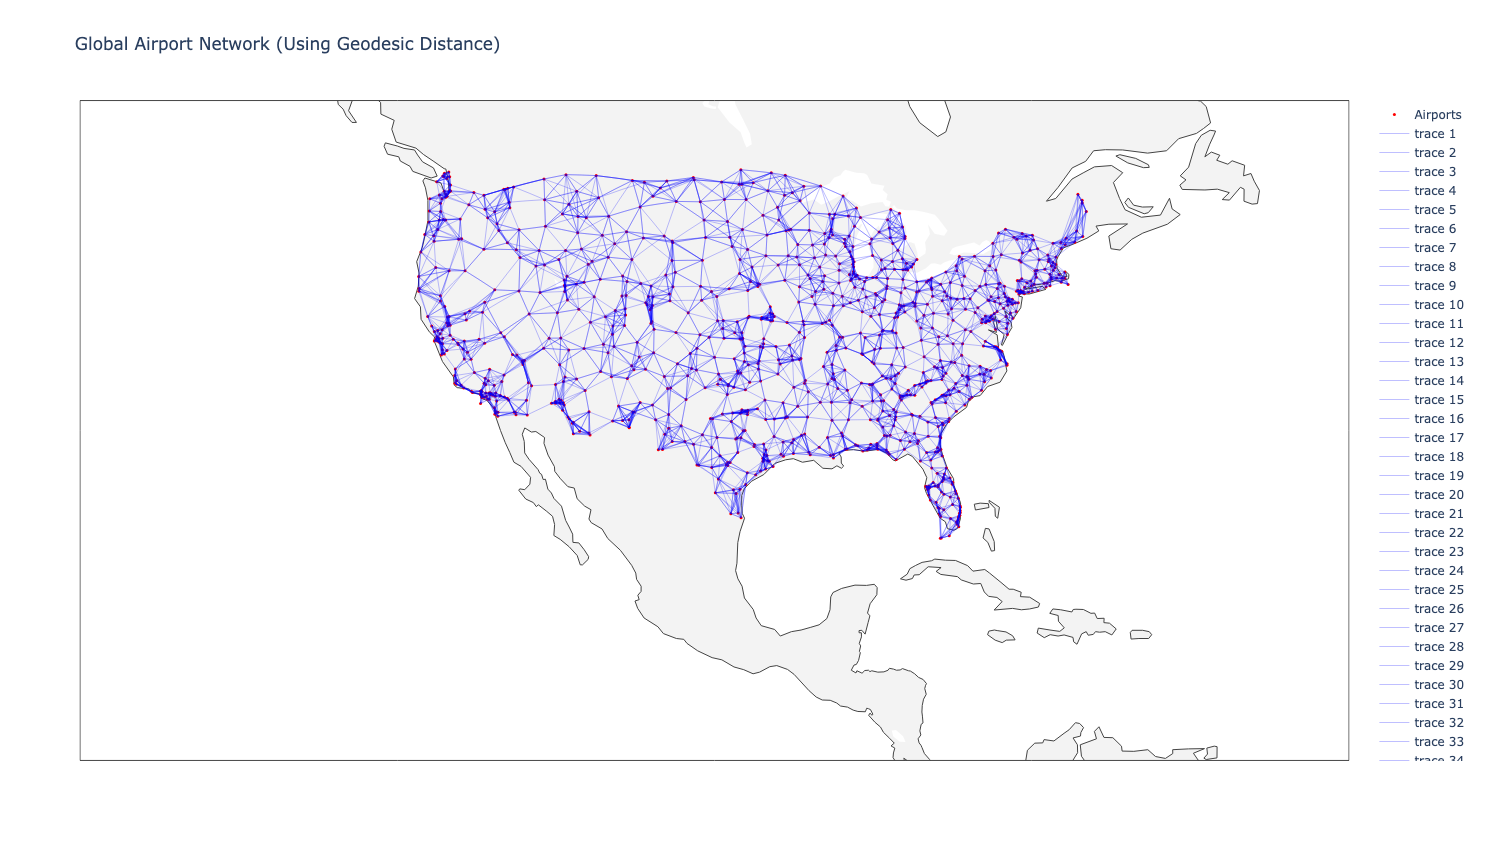 Global Airport Network (Using Geodesic Distance)
Airports
trace 1
trace 2
trace 3
trace 4
trace 5
trace 6
trace 7
trace 8
trace 9
trace 10
trace 11
trace 12
trace 13
trace 14
trace 15
trace 16
trace 17
trace 18
trace 19
trace 20
trace 21
trace 22
trace 23
trace 24
trace 25
trace 26
trace 27
trace 28
trace 29
trace 30
trace 31
trace 32
trace 33
trace 34